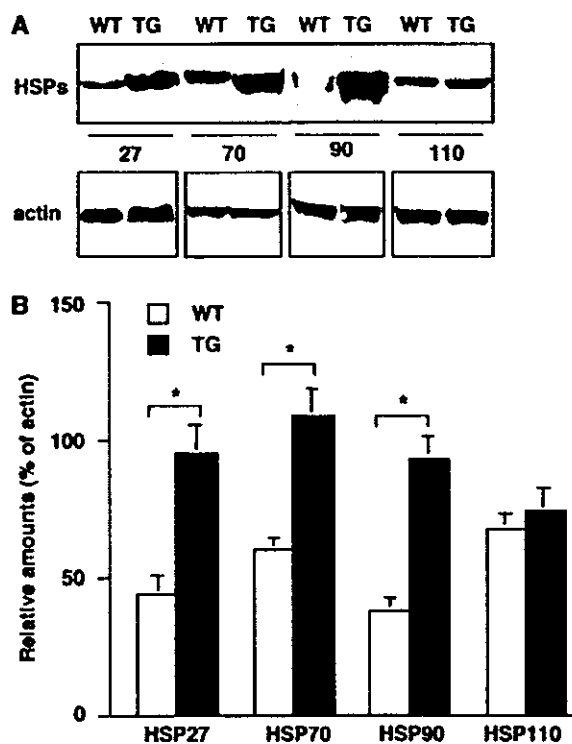 A WT TG WT TG WT TG WT TG
HSPs
27 70 90 110
actin
B 150
WT
TG
* * *
100
50
0
Relative amounts (% of actin)
HSP27 HSP70 HSP90 HSP110